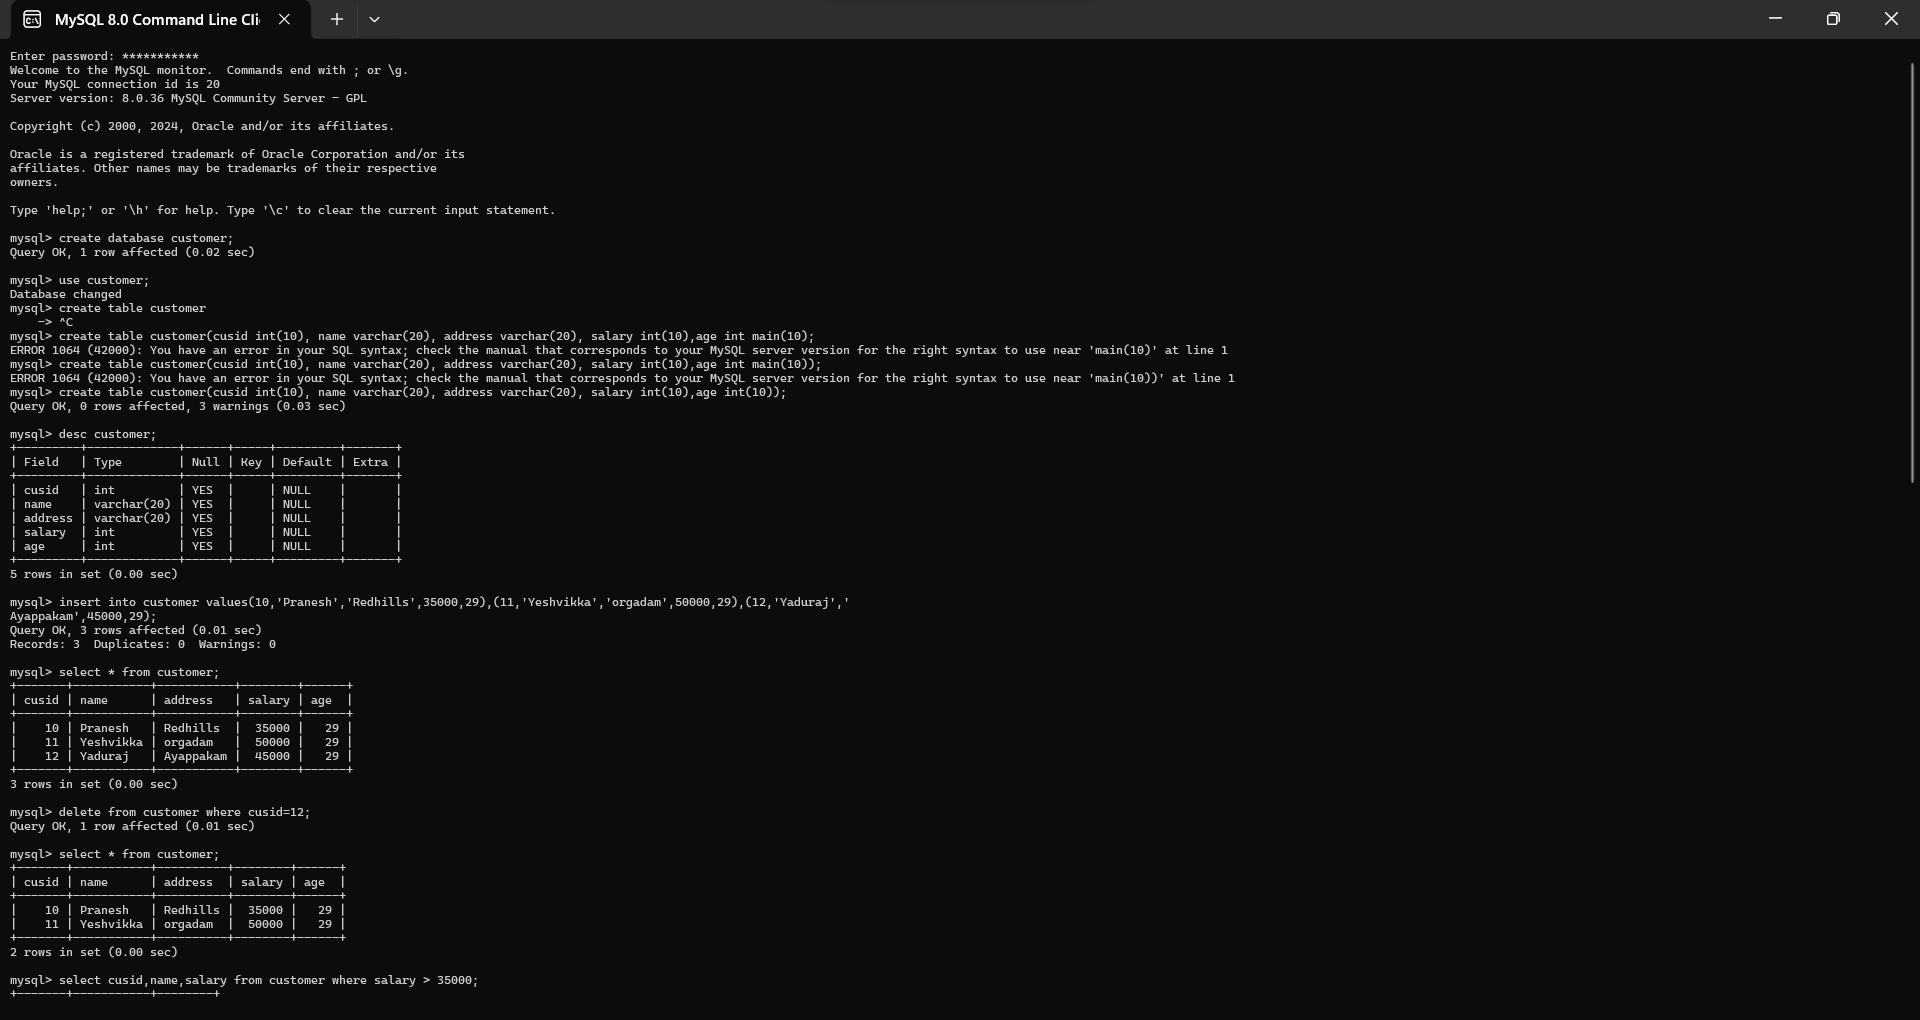 MySQL 8.0 Command Line Cli
Enter password: ***********
Welcome to the MySQL monitor.  Commands end with ; or \g.
Your MySQL connection id is 20
Server version: 8.0.36 MySQL Community Server - GPL

Copyright (c) 2000, 2024, Oracle and/or its affiliates.

Oracle is a registered trademark of Oracle Corporation and/or its
affiliates. Other names may be trademarks of their respective
owners.

Type 'help;' or '\h' for help. Type '\c' to clear the current input statement.

mysql> create database customer;
Query OK, 1 row affected (0.02 sec)

mysql> use customer;
Database changed
mysql> create table customer
    -> ^C
mysql> create table customer(cusid int(10), name varchar(20), address varchar(20), salary int(10),age int main(10);
ERROR 1064 (42000): You have an error in your SQL syntax; check the manual that corresponds to your MySQL server version for the right syntax to use near 'main(10)' at line 1
mysql> create table customer(cusid int(10), name varchar(20), address varchar(20), salary int(10),age int main(10));
ERROR 1064 (42000): You have an error in your SQL syntax; check the manual that corresponds to your MySQL server version for the right syntax to use near 'main(10))' at line 1
mysql> create table customer(cusid int(10), name varchar(20), address varchar(20), salary int(10),age int(10));
Query OK, 0 rows affected, 3 warnings (0.03 sec)

mysql> desc customer;
+---------+-------------+------+-----+---------+-------+
| Field   | Type        | Null | Key | Default | Extra |
+---------+-------------+------+-----+---------+-------+
| cusid   | int         | YES  |     | NULL    |       |
| name    | varchar(20) | YES  |     | NULL    |       |
| address | varchar(20) | YES  |     | NULL    |       |
| salary  | int         | YES  |     | NULL    |       |
| age     | int         | YES  |     | NULL    |       |
+---------+-------------+------+-----+---------+-------+
5 rows in set (0.00 sec)

mysql> insert into customer values(10,'Pranesh','Redhills',35000,29),(11,'Yeshvikka','orgadam',50000,29),(12,'Yaduraj','
Ayappakam',45000,29);
Query OK, 3 rows affected (0.01 sec)
Records: 3  Duplicates: 0  Warnings: 0

mysql> select * from customer;
+-------+-----------+-----------+--------+------+
| cusid | name      | address   | salary | age  |
+-------+-----------+-----------+--------+------+
|    10 | Pranesh   | Redhills  |  35000 |   29 |
|    11 | Yeshvikka | orgadam   |  50000 |   29 |
|    12 | Yaduraj   | Ayappakam |  45000 |   29 |
+-------+-----------+-----------+--------+------+
3 rows in set (0.00 sec)

mysql> delete from customer where cusid=12;
Query OK, 1 row affected (0.01 sec)

mysql> select * from customer;
+-------+-----------+----------+--------+------+
| cusid | name      | address  | salary | age  |
+-------+-----------+----------+--------+------+
|    10 | Pranesh   | Redhills |  35000 |   29 |
|    11 | Yeshvikka | orgadam  |  50000 |   29 |
+-------+-----------+----------+--------+------+
2 rows in set (0.00 sec)

mysql> select cusid,name,salary from customer where salary > 35000;
+-------+-----------+--------+